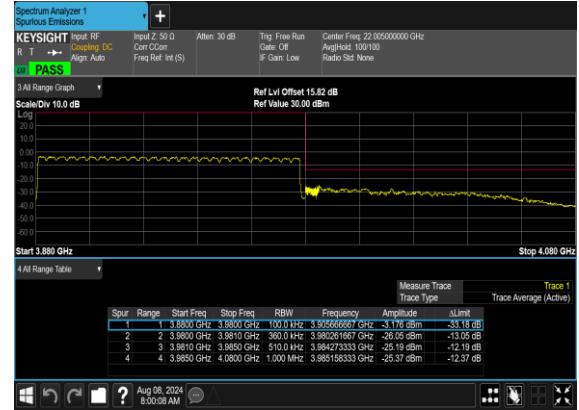 Spectrum Analyzer 1
Spurious Emissions
KEYSIGHT Input: RF Input Z: 50 Ω Atten: 30 dB Trig: Free Run Center Freq: 22.005000000 GHz
R T Coupling: DC Corr CCorr Gate: Off Avg|Hold: 100/100
Align: Auto Freq Ref: Int (S) IF Gain: Low Radio Std: None
PASS
3 All Range Graph Ref Lvl Offset 15.82 dB
Scale/Div 10.0 dB Ref Value 30.00 dBm
Log
20.0
10.0
0.00
-10.0
-20.0
-30.0
-40.0
-50.0
-60.0
Start 3.880 GHz Stop 4.080 GHz
4 All Range Table
Measure Trace Trace 1
Trace Type Trace Average (Active)
Spur Range Start Freq Stop Freq RBW Frequency Amplitude ΔLimit
1 1 3.8800 GHz 3.9800 GHz 100.0 kHz 3.905666667 GHz -3.176 dBm -33.18 dB
2 2 3.9800 GHz 3.9810 GHz 360.0 kHz 3.980261667 GHz -26.05 dBm -13.05 dB
3 3 3.9810 GHz 3.9850 GHz 510.0 kHz 3.984273333 GHz -25.19 dBm -12.19 dB
4 4 3.9850 GHz 4.0800 GHz 1.000 MHz 3.985158333 GHz -25.37 dBm -12.37 dB
Aug 08, 2024
8:00:08 AM